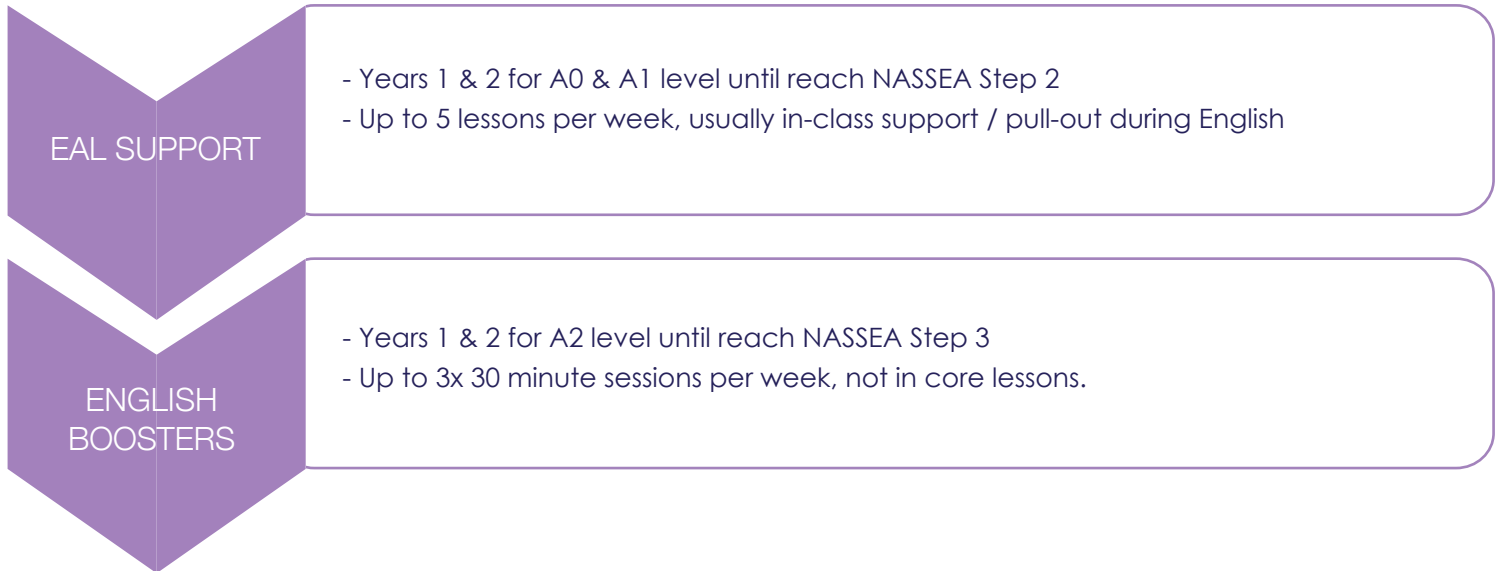 EAL SUPPORT
- Years 1 & 2 for A0 & A1 level until reach NASSEA Step 2
- Up to 5 lessons per week, usually in-class support / pull-out during English
ENGLISH
BOOSTERS
- Years 1 & 2 for A2 level until reach NASSEA Step 3
- Up to 3x 30 minute sessions per week, not in core lessons.